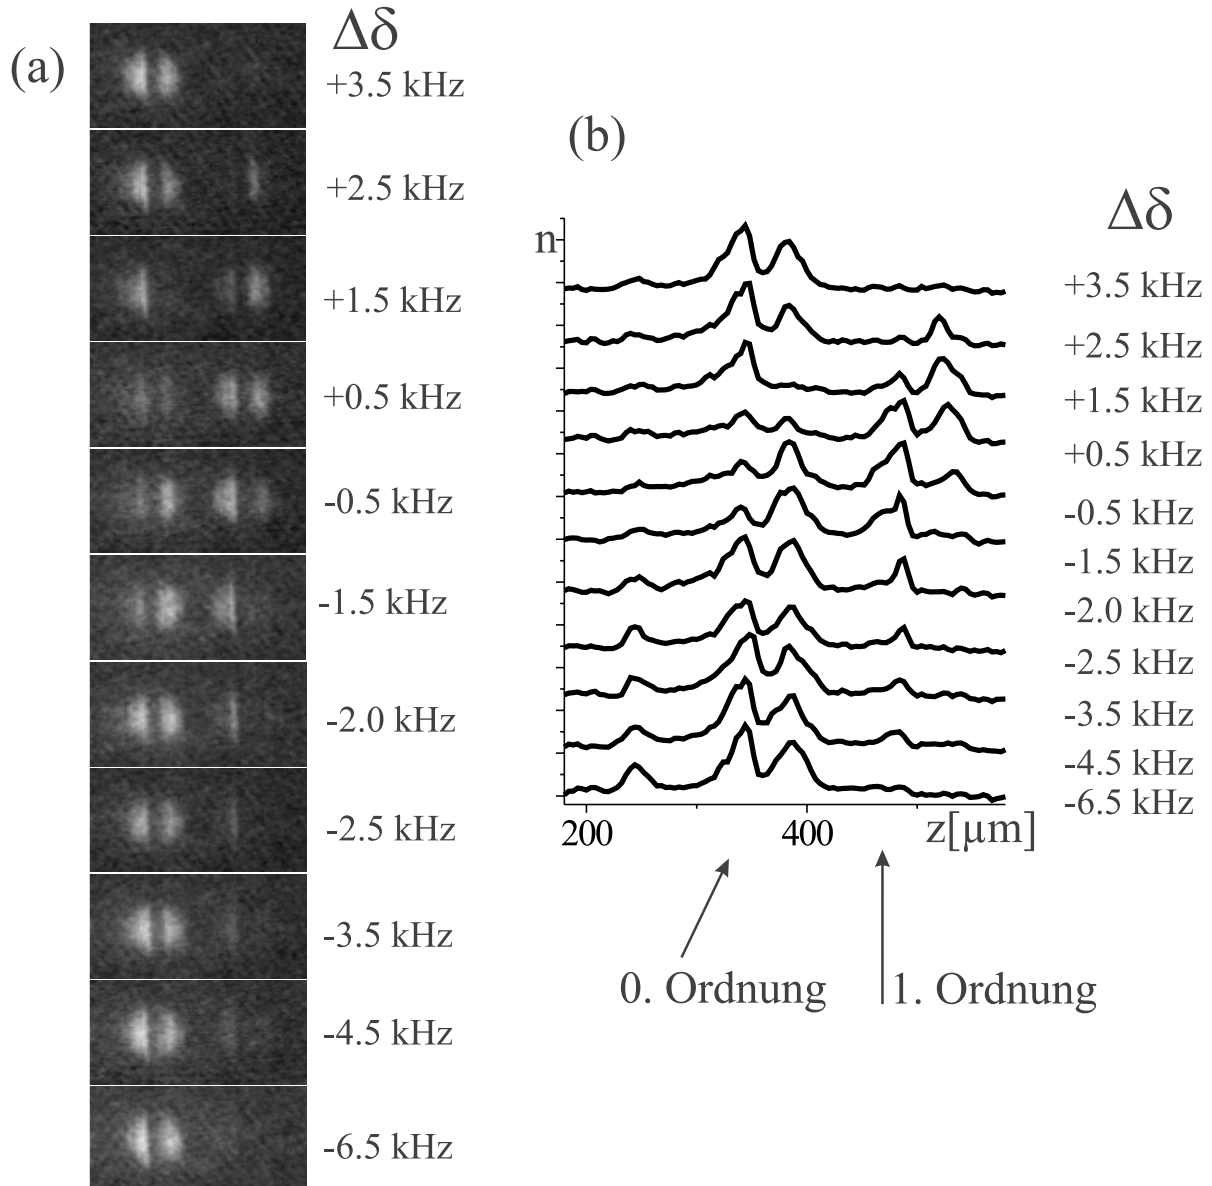 (a)
Δδ
+3.5 kHz
+2.5 kHz
+1.5 kHz
+0.5 kHz
-0.5 kHz
-1.5 kHz
-2.0 kHz
-2.5 kHz
-3.5 kHz
-4.5 kHz
-6.5 kHz
(b)
Δδ
n
+3.5 kHz
+2.5 kHz
+1.5 kHz
+0.5 kHz
-0.5 kHz
-1.5 kHz
-2.0 kHz
-2.5 kHz
-3.5 kHz
-4.5 kHz
-6.5 kHz
200 400 z[µm]
0. Ordnung
1. Ordnung